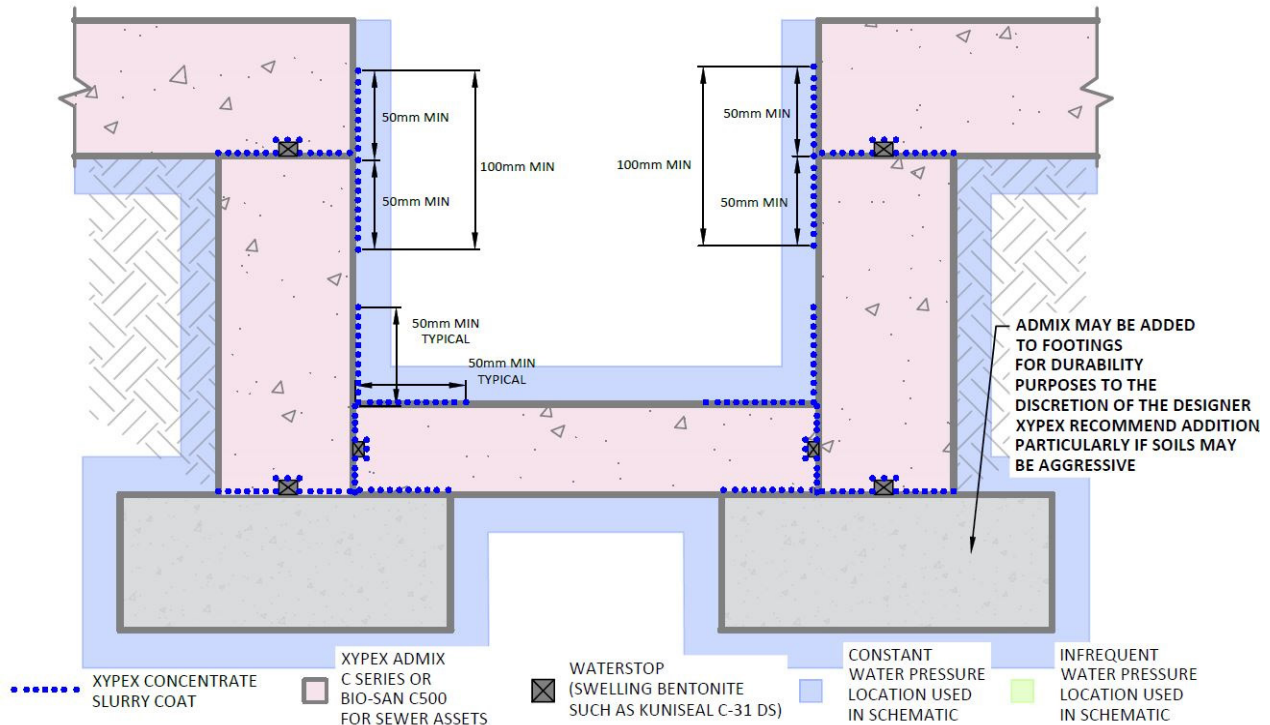 50mm MIN
100mm MIN
50mm MIN
50mm MIN
100mm MIN
50mm MIN
50mm MIN
TYPICAL
50mm MIN
TYPICAL
ADMIX MAY BE ADDED
TO FOOTINGS
FOR DURABILITY
PURPOSES TO THE
DISCRETION OF THE DESIGNER
XYPEX RECOMMEND ADDITION
PARTICULARLY IF SOILS MAY
BE AGGRESSIVE
XYPEX CONCENTRATE
SLURRY COAT
XYPEX ADMIX
C SERIES OR
BIO-SAN C500
FOR SEWER ASSETS
WATERSTOP
(SWELLING BENTONITE
SUCH AS KUNISEAL C-31 DS)
CONSTANT
WATER PRESSURE
LOCATION USED
IN SCHEMATIC
INFREQUENT
WATER PRESSURE
LOCATION USED
IN SCHEMATIC